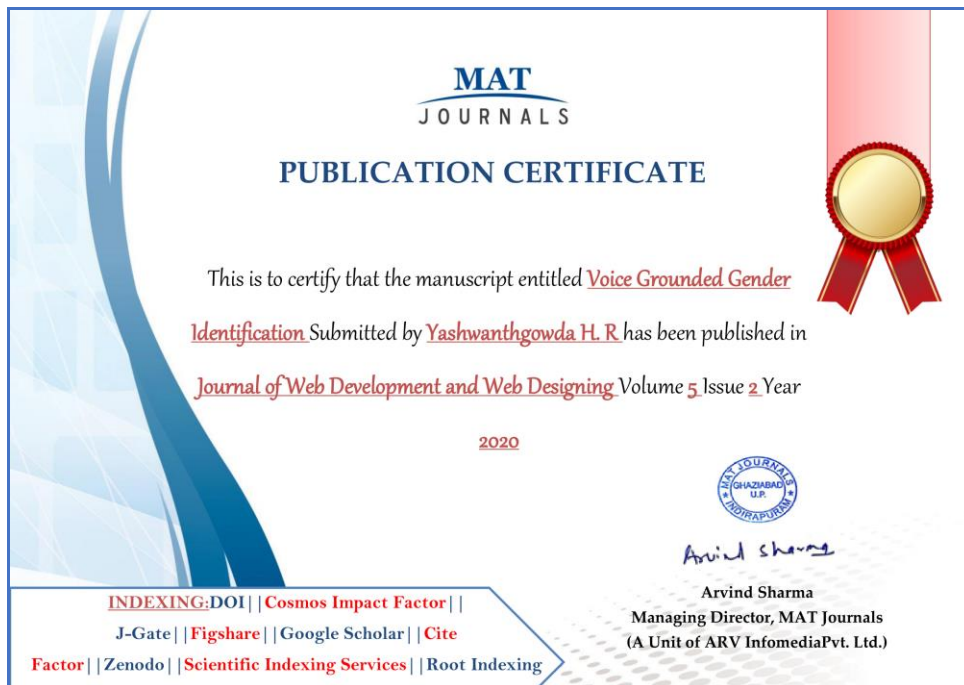 MAT
JOURNALS
PUBLICATION CERTIFICATE
This is to certify that the manuscript entitled Voice Grounded Gender
Identification Submitted by Yashwanthgowda H. R has been published in
Journal of Web Development and Web Designing Volume 5 Issue 2 Year
2020
MAT JOURNALS
GHAZIABAD
U.P.
INDIRAPURAM
Arvind Sharma
Arvind Sharma
Managing Director, MAT Journals
(A Unit of ARV InfomediaPvt. Ltd.)
INDEXING:DOI||Cosmos Impact Factor||
J-Gate||Figshare||Google Scholar||Cite
Factor||Zenodo||Scientific Indexing Services||Root Indexing